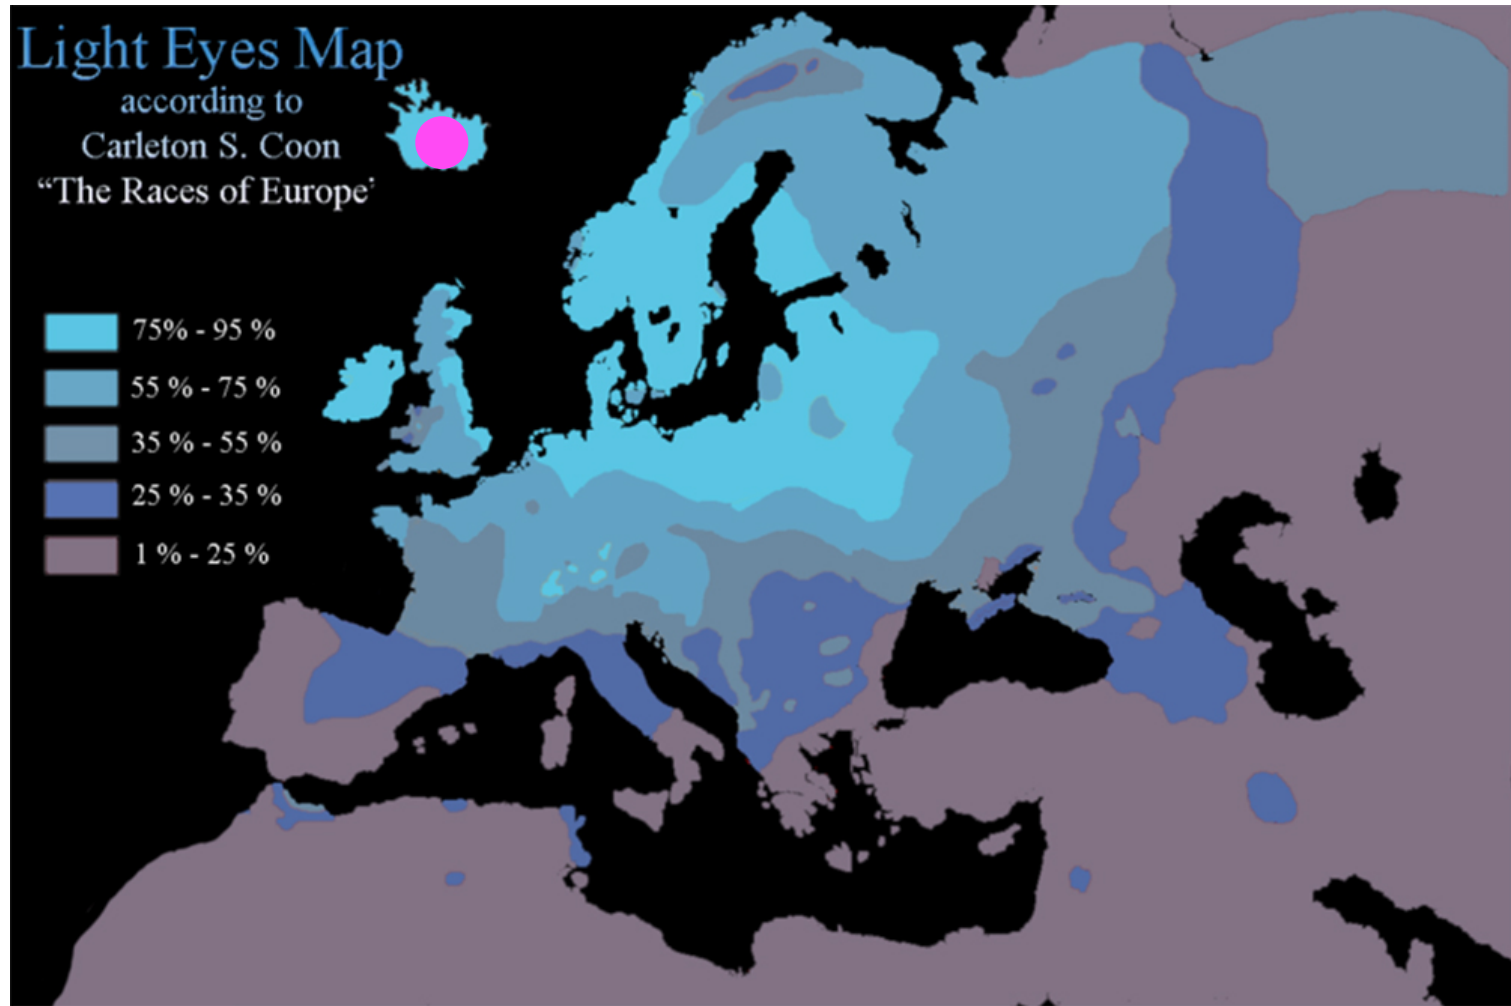 Light Eyes Map
according to
Carleton S. Coon
“The Races of Europe’
75% - 95 %
55 % - 75 %
35 % - 55 %
25 % - 35 %
1 % - 25 %